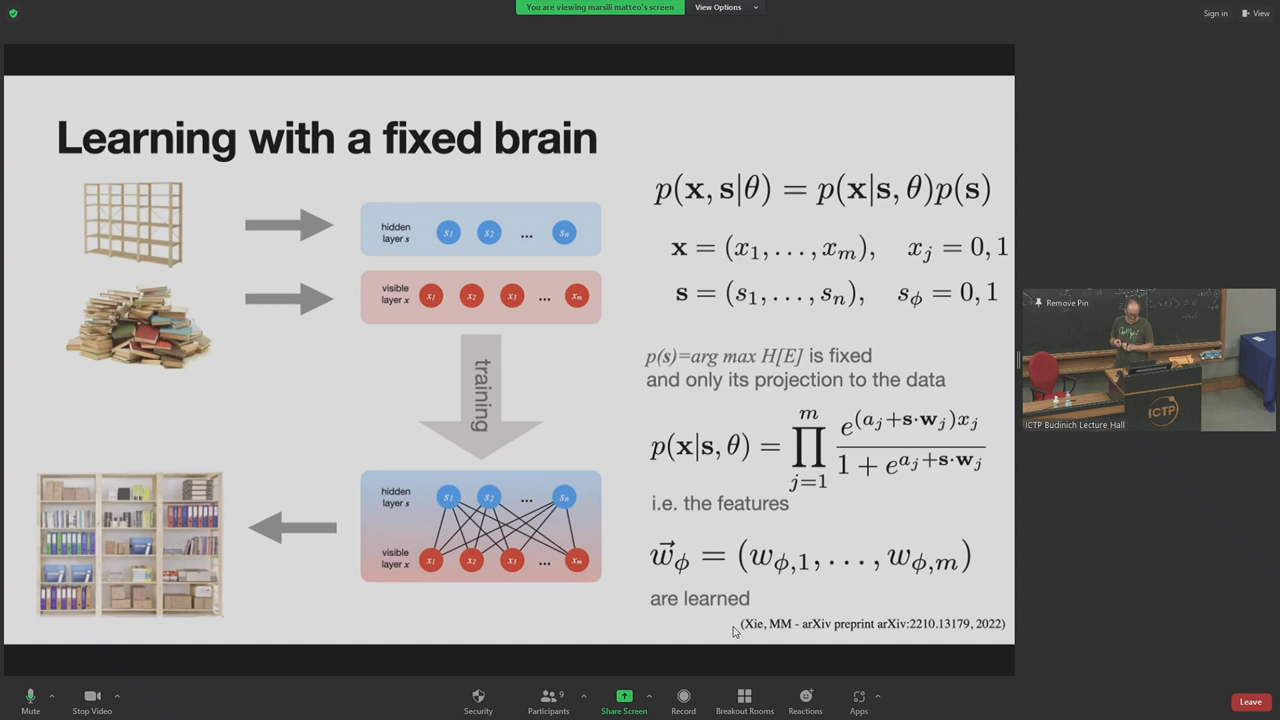 You are viewing marsili matteo's screen
View Options
Sign in
View
Learning with a fixed brain
hidden layer s
s1 s2 ... sn
visible layer x
x1 x2 x3 ... xm
training
hidden layer s
s1 s2 ... sn
visible layer x
x1 x2 x3 ... xm
p(x, s|θ) = p(x|s, θ)p(s)
x = (x₁, . . . , xₘ), xⱼ = 0, 1
s = (s₁, . . . , sₙ), s_ϕ = 0, 1
p(s)=arg max H[E] is fixed
and only its projection to the data
p(x|s, θ) = ∏_{j=1}^{m} e^{(aⱼ+s·wⱼ)xⱼ} / (1 + e^{aⱼ+s·wⱼ})
i.e. the features
w⃗_ϕ = (w_{ϕ,1}, . . . , w_{ϕ,m})
are learned
(Xie, MM - arXiv preprint arXiv:2210.13179, 2022)
Remove Pin
ICTP
ICTP Budinich Lecture Hall
Mute
Stop Video
Security
Participants
9
Share Screen
Record
Breakout Rooms
Reactions
Apps
Leave